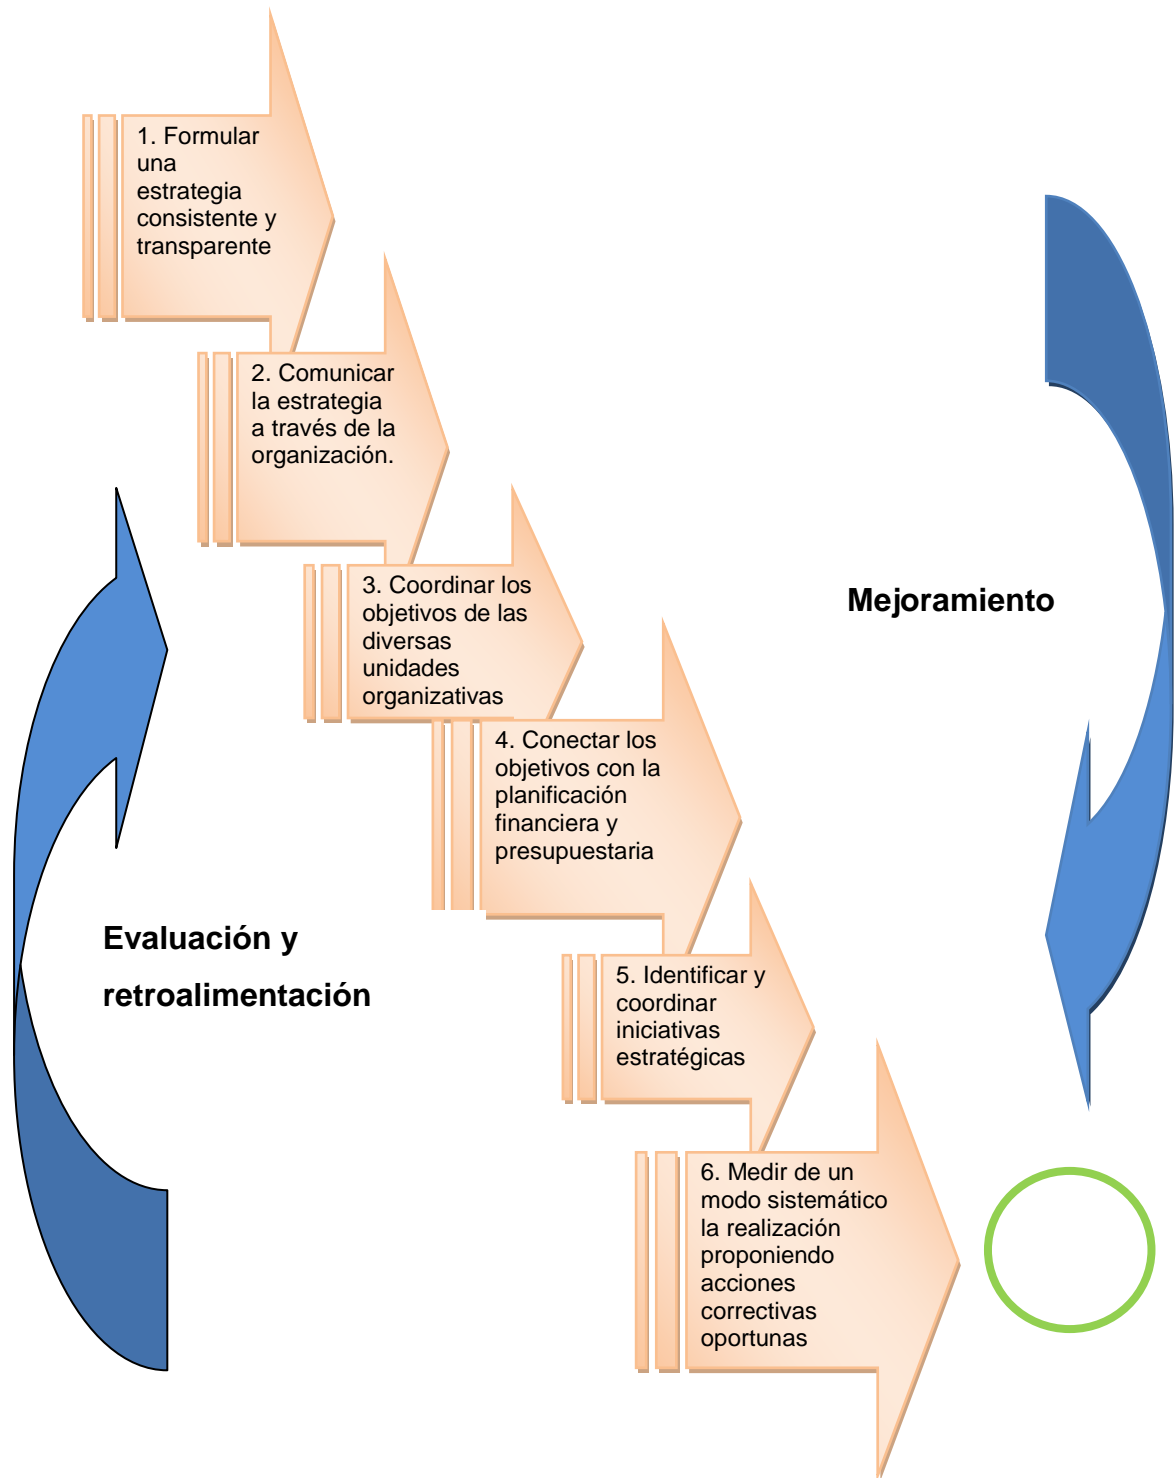 1. Formular
una
estrategia
consistente y
transparente
2. Comunicar
la estrategia
a través de la
organización.
3. Coordinar los
objetivos de las
diversas
unidades
organizativas
Mejoramiento
4. Conectar los
objetivos con la
planificación
financiera y
presupuestaria
Evaluación y
retroalimentación
5. Identificar y
coordinar
iniciativas
estratégicas
6. Medir de un
modo sistemático
la realización
proponiendo
acciones
correctivas
oportunas